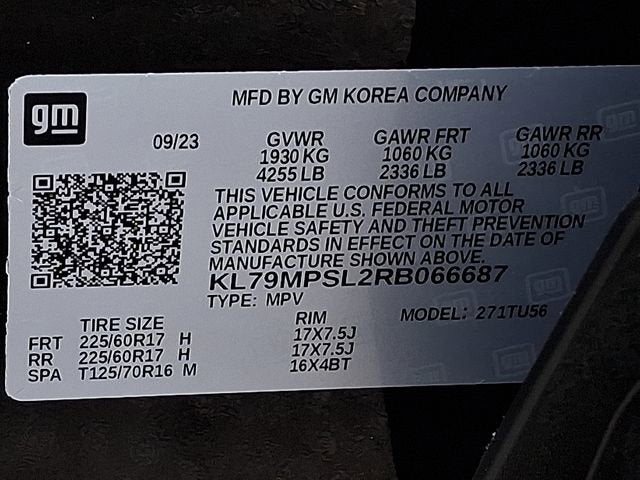 gm
MFD BY GM KOREA COMPANY
09/23
GVWR GAWR FRT GAWR RR
1930 KG 1060 KG 1060 KG
4255 LB 2336 LB 2336 LB
THIS VEHICLE CONFORMS TO ALL
APPLICABLE U.S. FEDERAL MOTOR
VEHICLE SAFETY AND THEFT PREVENTION
STANDARDS IN EFFECT ON THE DATE OF
MANUFACTURE SHOWN ABOVE.
KL79MPSL2RB066687
TYPE: MPV MODEL: 271TU56
TIRE SIZE RIM
FRT 225/60R17 H 17X7.5J
RR 225/60R17 H 17X7.5J
SPA T125/70R16 M 16X4BT